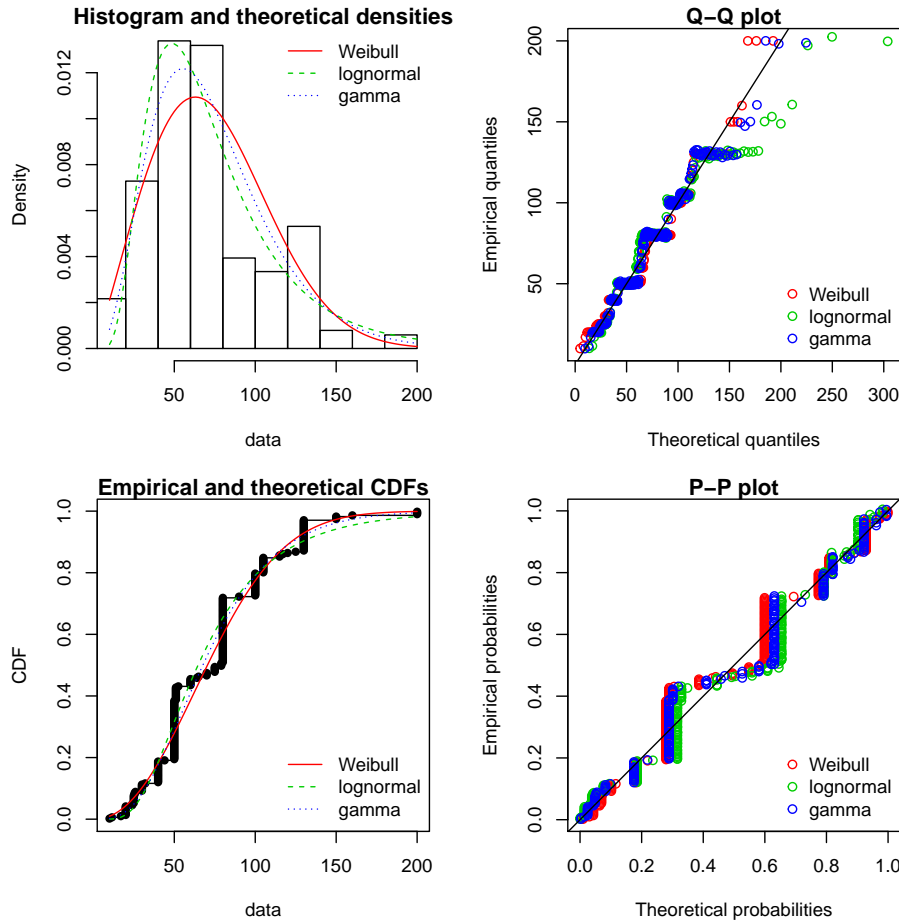 Histogram and theoretical densities
Density
0.000
0.004
0.008
0.012
Weibull
lognormal
gamma
50
100
150
200
data
Q−Q plot
Empirical quantiles
50
100
150
200
Weibull
lognormal
gamma
0
50
100
150
200
250
300
Theoretical quantiles
Empirical and theoretical CDFs
CDF
0.0
0.2
0.4
0.6
0.8
1.0
Weibull
lognormal
gamma
50
100
150
200
data
P−P plot
Empirical probabilities
0.0
0.2
0.4
0.6
0.8
1.0
Weibull
lognormal
gamma
0.0
0.2
0.4
0.6
0.8
1.0
Theoretical probabilities